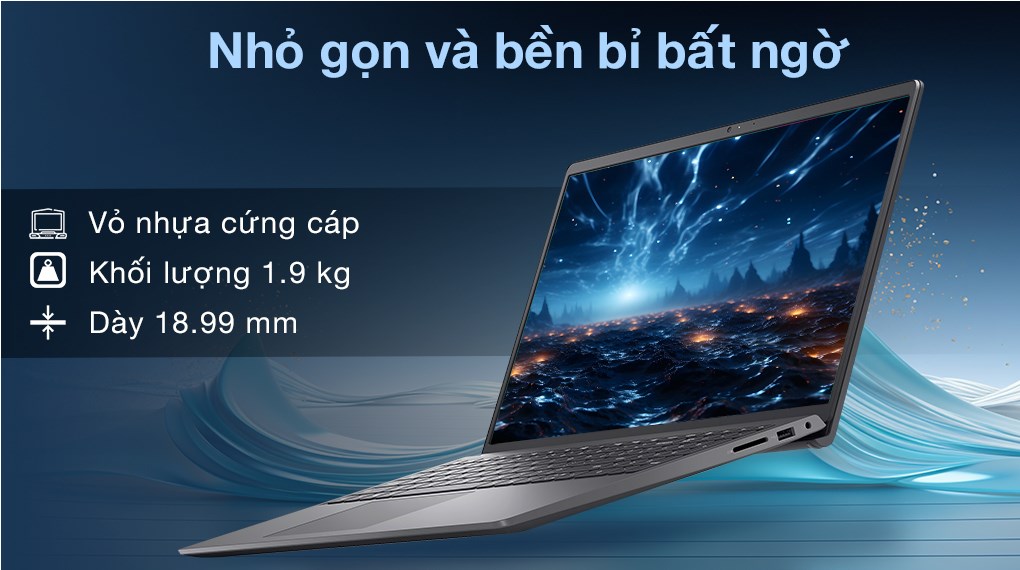 Nhỏ gọn và bền bỉ bất ngờ
Vỏ nhựa cứng cáp
Khối lượng 1.9 kg
Dày 18.99 mm